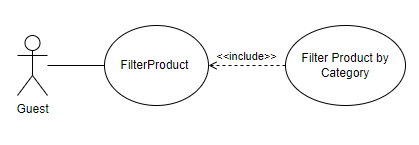 <<include>>
FilterProduct
Filter Product by
Category
Guest